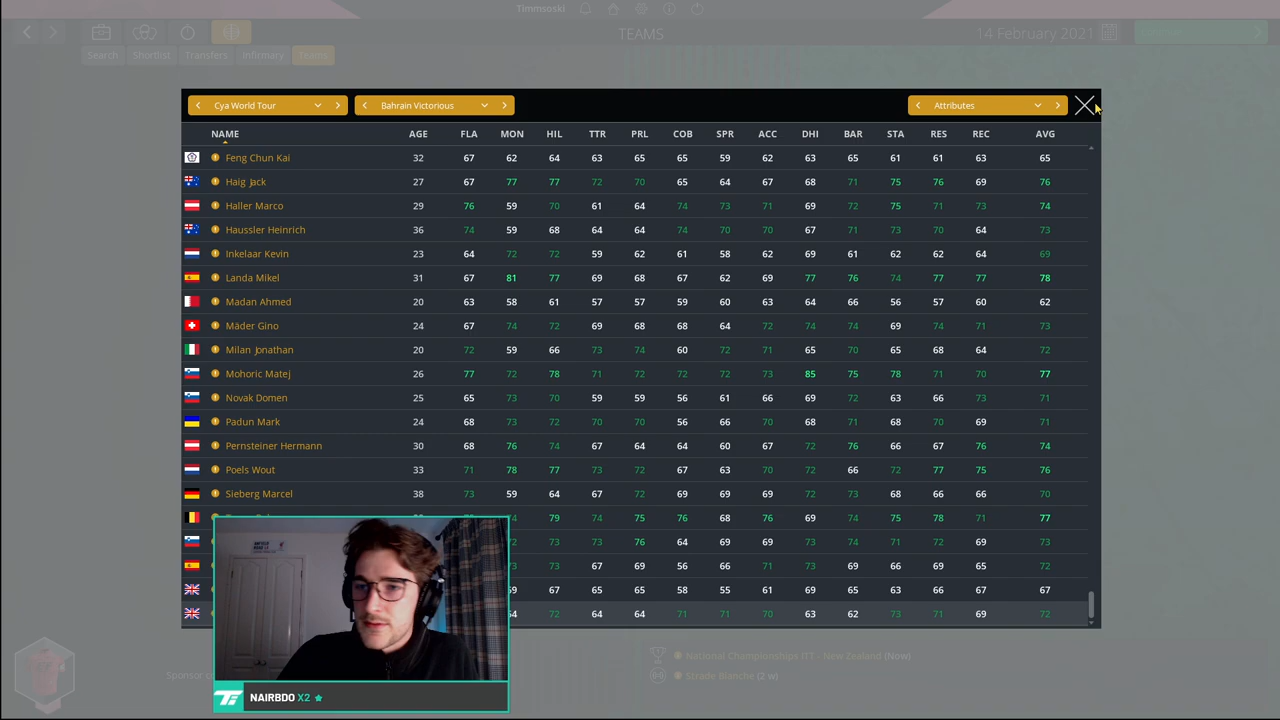 Timmsoski
TEAMS
14 February 2021
Search Shortlist Transfers Infirmary Teams
Cya World Tour Bahrain Victorious Attributes
NAME AGE FLA MON HIL TTR PRL COB SPR ACC DHI BAR STA RES REC AVG
Feng Chun Kai 32 67 62 64 63 65 65 59 62 63 65 61 61 63 65
Haig Jack 27 67 77 77 72 70 65 64 67 68 71 75 76 69 76
Haller Marco 29 76 59 70 61 64 74 73 71 69 72 75 71 73 74
Haussler Heinrich 36 74 59 68 64 64 74 70 70 67 71 73 70 64 73
Inkelaar Kevin 23 64 72 72 59 62 61 58 62 69 61 62 62 64 69
Landa Mikel 31 67 81 77 69 68 67 62 69 77 76 74 77 77 78
Madan Ahmed 20 63 58 61 57 57 59 60 63 64 66 58 57 60 62
Mäder Gino 24 67 74 72 69 68 68 64 72 74 74 69 74 71 73
Milan Jonathan 20 72 59 66 73 74 60 72 71 65 70 65 68 64 72
Mohoric Matej 26 77 72 78 71 72 72 72 73 85 75 78 71 70 77
Novak Domen 25 65 73 70 59 59 56 61 66 69 72 63 66 73 71
Padun Mark 24 68 73 72 70 70 56 66 70 68 71 68 70 69 71
Pernsteiner Hermann 30 68 76 74 67 64 64 60 67 72 76 66 67 76 74
Poels Wout 33 71 78 77 73 72 67 63 70 72 66 72 77 75 76
Sieberg Marcel 38 73 59 64 67 72 69 69 69 72 73 68 66 66 70
74 79 74 75 76 68 76 69 74 75 78 71 77
72 73 73 76 64 69 69 73 74 71 72 69 73
73 73 67 69 56 66 71 73 69 66 69 65 72
69 67 65 65 58 55 61 69 65 63 66 67 67
64 72 64 64 71 71 70 63 62 73 71 69 72
National Championships ITT - New Zealand (Now)
Strade Blanche (2 w)
Sponsor
NAIRBDO X2